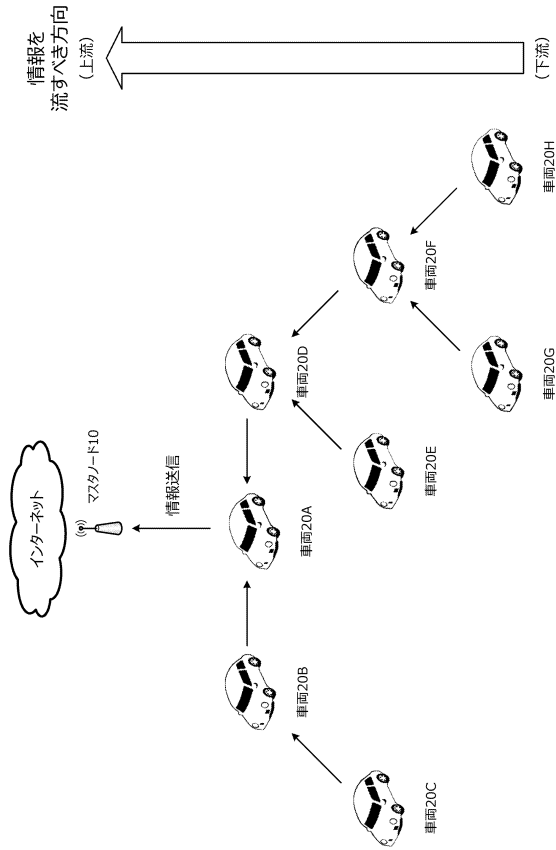 情報を
流すべき方向
(上流)
(下流)
インターネット
マスタノード10
情報送信
車両20A
車両20B
車両20C
車両20D
車両20E
車両20F
車両20G
車両20H